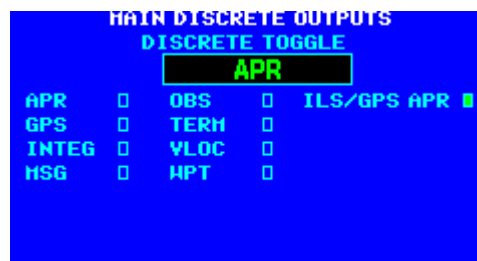 MAIN DISCRETE OUTPUTS
DISCRETE TOGGLE
APR
APR OBS ILS/GPS APR
GPS TERM
INTEG VLOC
MSG WPT